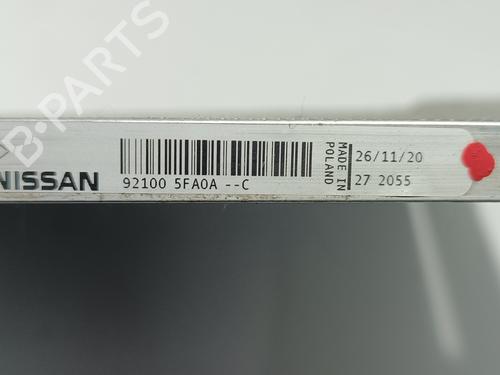 B-PARTS
NISSAN
92100 5FA0A --C
MADE IN
POLAND
26/11/20
27 2055